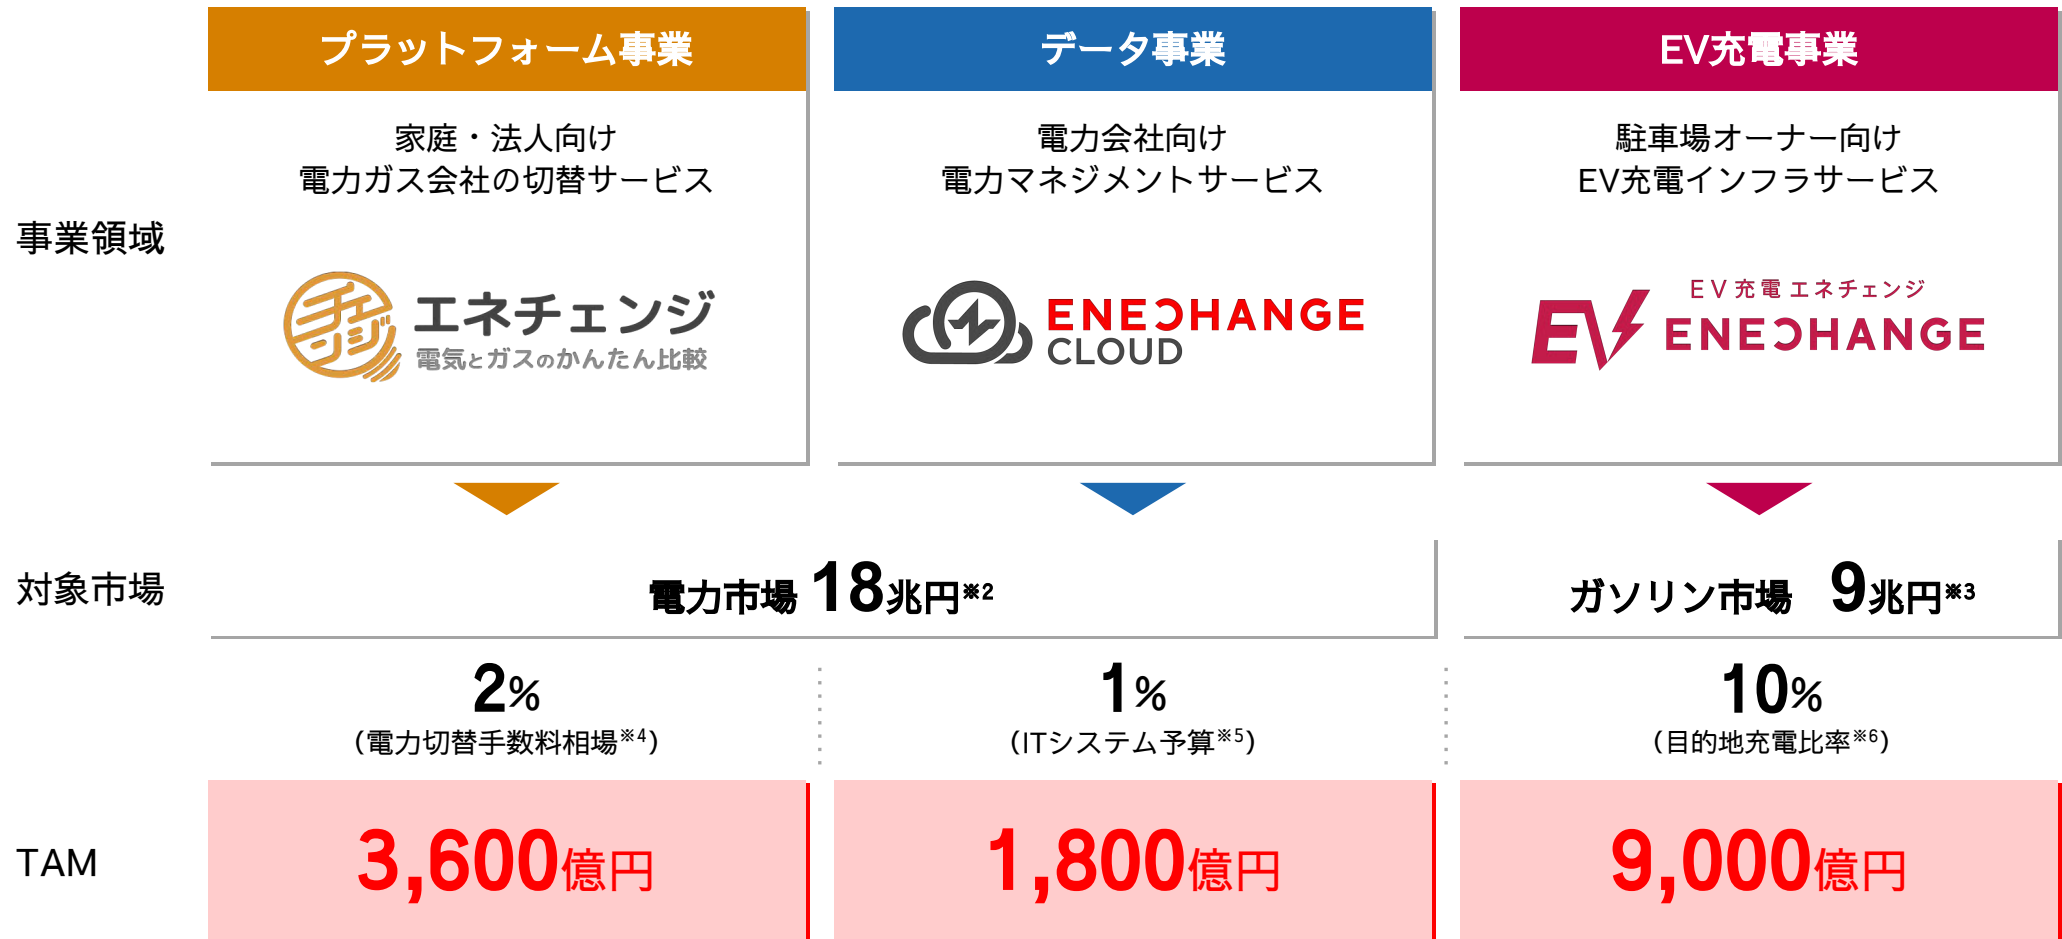 プラットフォーム事業
データ事業
EV充電事業
事業領域
家庭・法人向け
電力ガス会社の切替サービス
チェンジ
エネチェンジ
電気とガスのかんたん比較
電力会社向け
電力マネジメントサービス
ENECHANGE
CLOUD
駐車場オーナー向け
EV充電インフラサービス
EV
EV充電エネチェンジ
ENECHANGE
対象市場
電力市場 18兆円※2
ガソリン市場 9兆円※3
2%
（電力切替手数料相場※4）
1%
（ITシステム予算※5）
10%
（目的地充電比率※6）
TAM
3,600億円
1,800億円
9,000億円